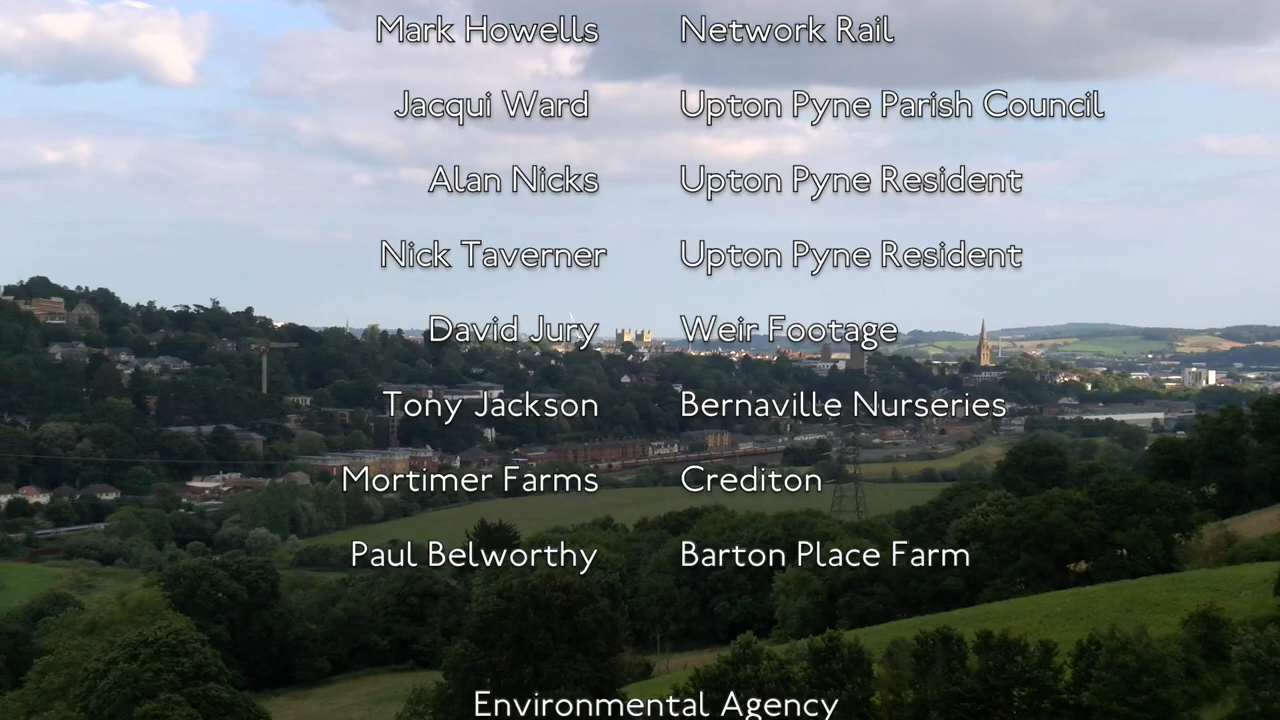 Mark Howells Network Rail
Jacqui Ward Upton Pyne Parish Council
Alan Nicks Upton Pyne Resident
Nick Taverner Upton Pyne Resident
David Jury Weir Footage
Tony Jackson Bernaville Nurseries
Mortimer Farms Crediton
Paul Belworthy Barton Place Farm
Environmental Agency